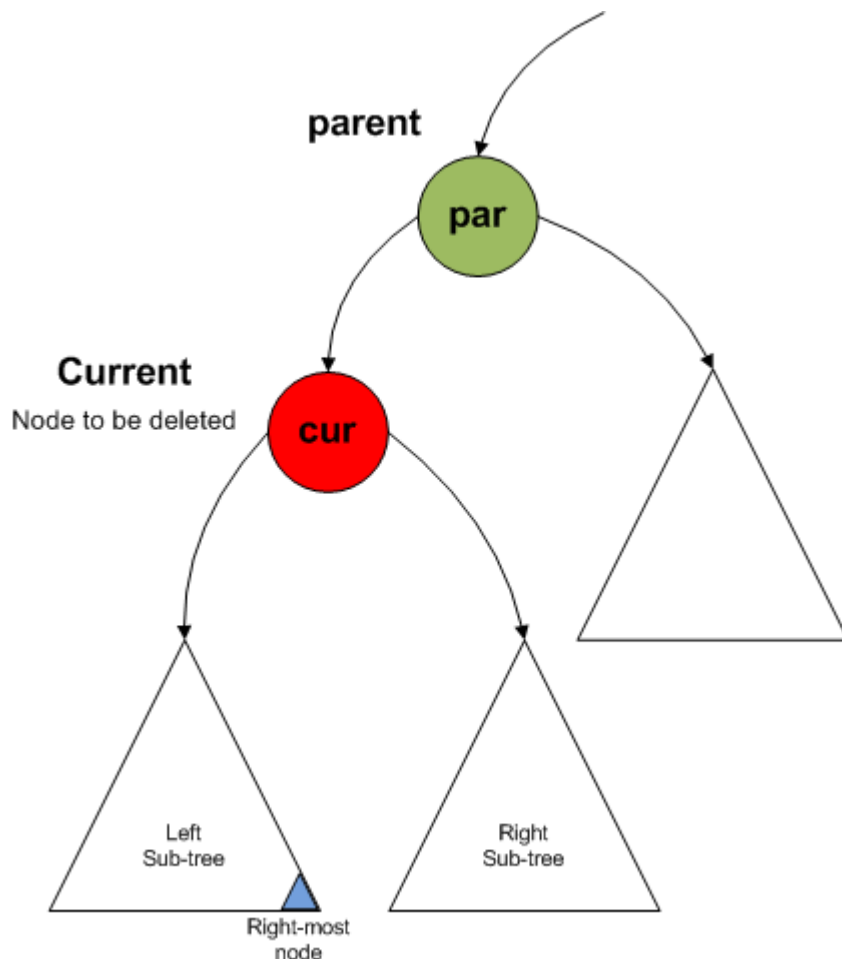 parent
par
Current
Node to be deleted
cur
Left
Sub-tree
Right
Sub-tree
Right-most
node